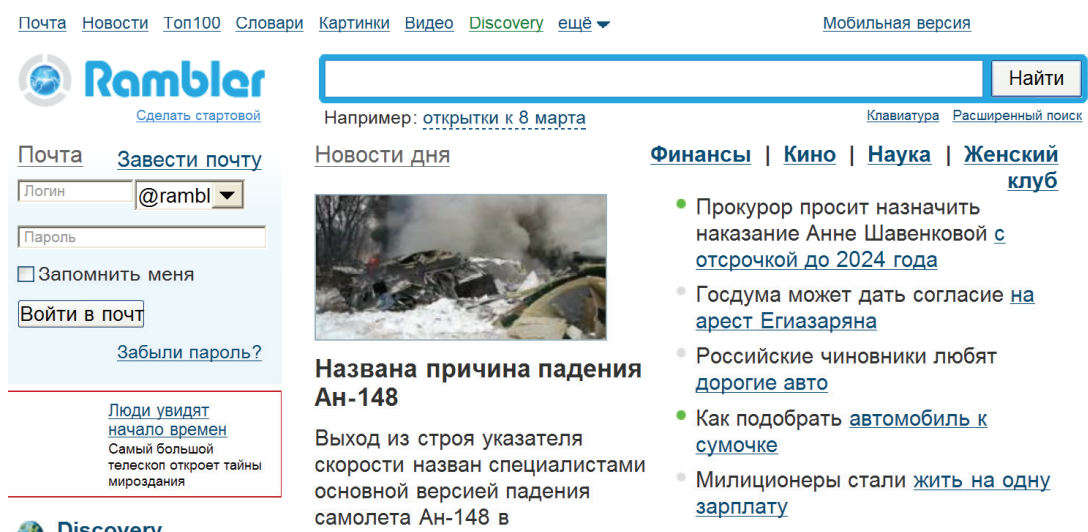 Почта Новости Топ100 Словари Картинки Видео Discovery ещё Мобильная версия
Rambler
Найти
Сделать стартовой
Например: открытки к 8 марта
Клавиатура Расширенный поиск
Почта Завести почту
Логин
@rambl
Пароль
Запомнить меня
Войти в почт
Забыли пароль?
Люди увидят
начало времен
Самый большой
телескоп откроет тайны
мироздания
Discovery
Новости дня
Названа причина падения
Ан-148
Выход из строя указателя
скорости назван специалистами
основной версией падения
самолета Ан-148 в
Финансы | Кино | Наука | Женский
клуб
Прокурор просит назначить
наказание Анне Шавенковой с
отсрочкой до 2024 года
Госдума может дать согласие на
арест Егиазаряна
Российские чиновники любят
дорогие авто
Как подобрать автомобиль к
сумочке
Милиционеры стали жить на одну
зарплату